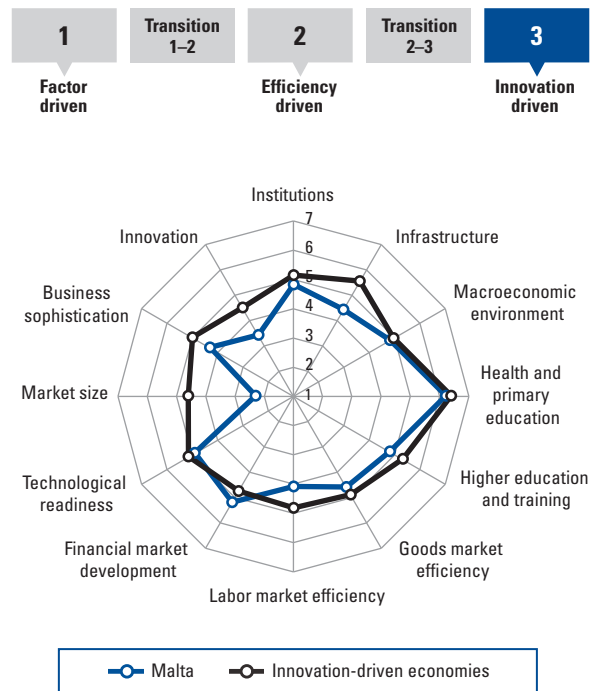 1
Transition
1–2
2
Transition
2–3
3
Factor
driven
Efficiency
driven
Innovation
driven
Institutions
7
Innovation
Infrastructure
6
5
Business
sophistication
Macroeconomic
environment
4
3
2
Market size
1
Health and
primary
education
Technological
readiness
Higher education
and training
Financial market
development
Goods market
efficiency
Labor market efficiency
Malta
Innovation-driven economies